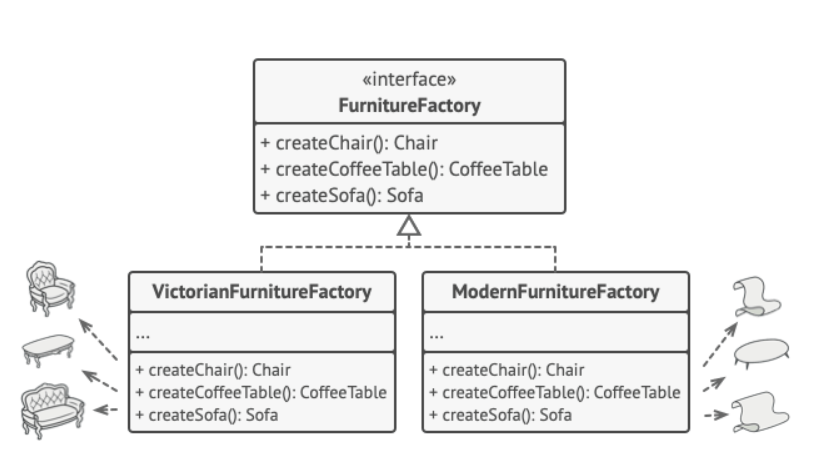 «interface»
FurnitureFactory
+ createChair(): Chair
+ createCoffeeTable(): CoffeeTable
+ createSofa(): Sofa
VictorianFurnitureFactory
...
+ createChair(): Chair
+ createCoffeeTable(): CoffeeTable
+ createSofa(): Sofa
ModernFurnitureFactory
...
+ createChair(): Chair
+ createCoffeeTable(): CoffeeTable
+ createSofa(): Sofa